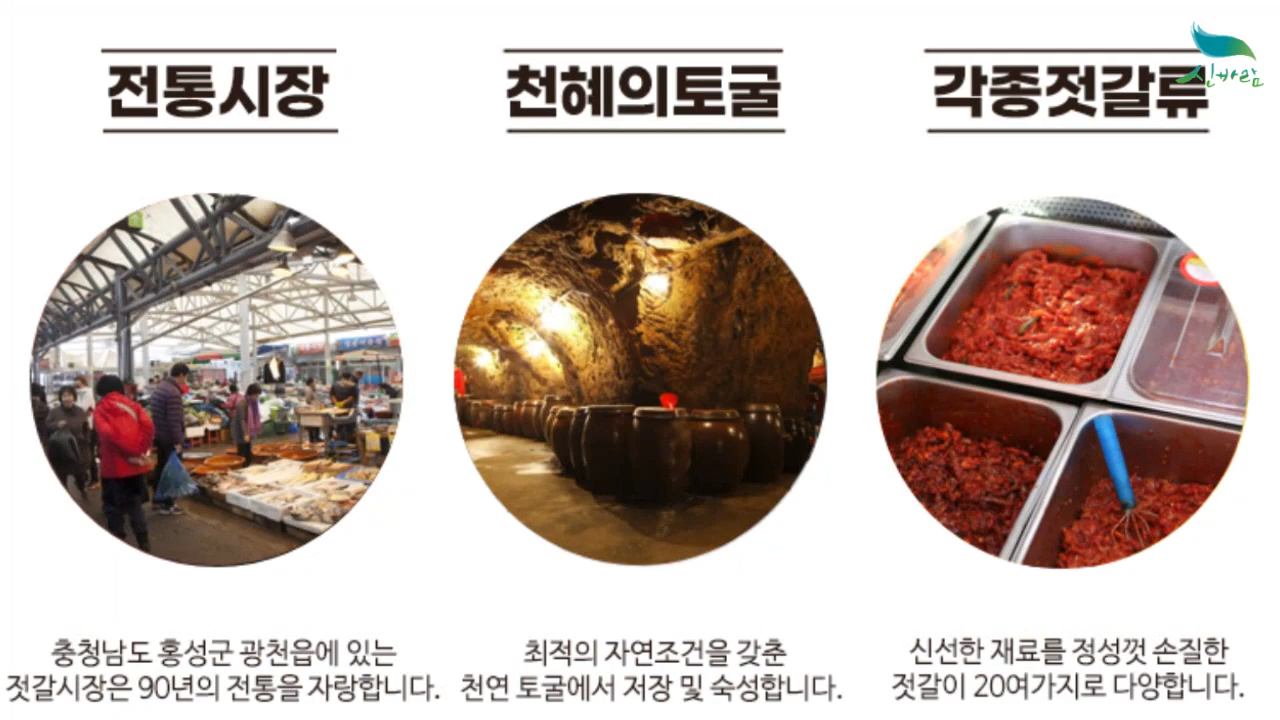 전통시장
천혜의토굴
각종젓갈류
신바람
충청남도 홍성군 광천읍에 있는
젓갈시장은 90년의 전통을 자랑합니다.
최적의 자연조건을 갖춘
천연 토굴에서 저장 및 숙성합니다.
신선한 재료를 정성껏 손질한
젓갈이 20여가지로 다양합니다.